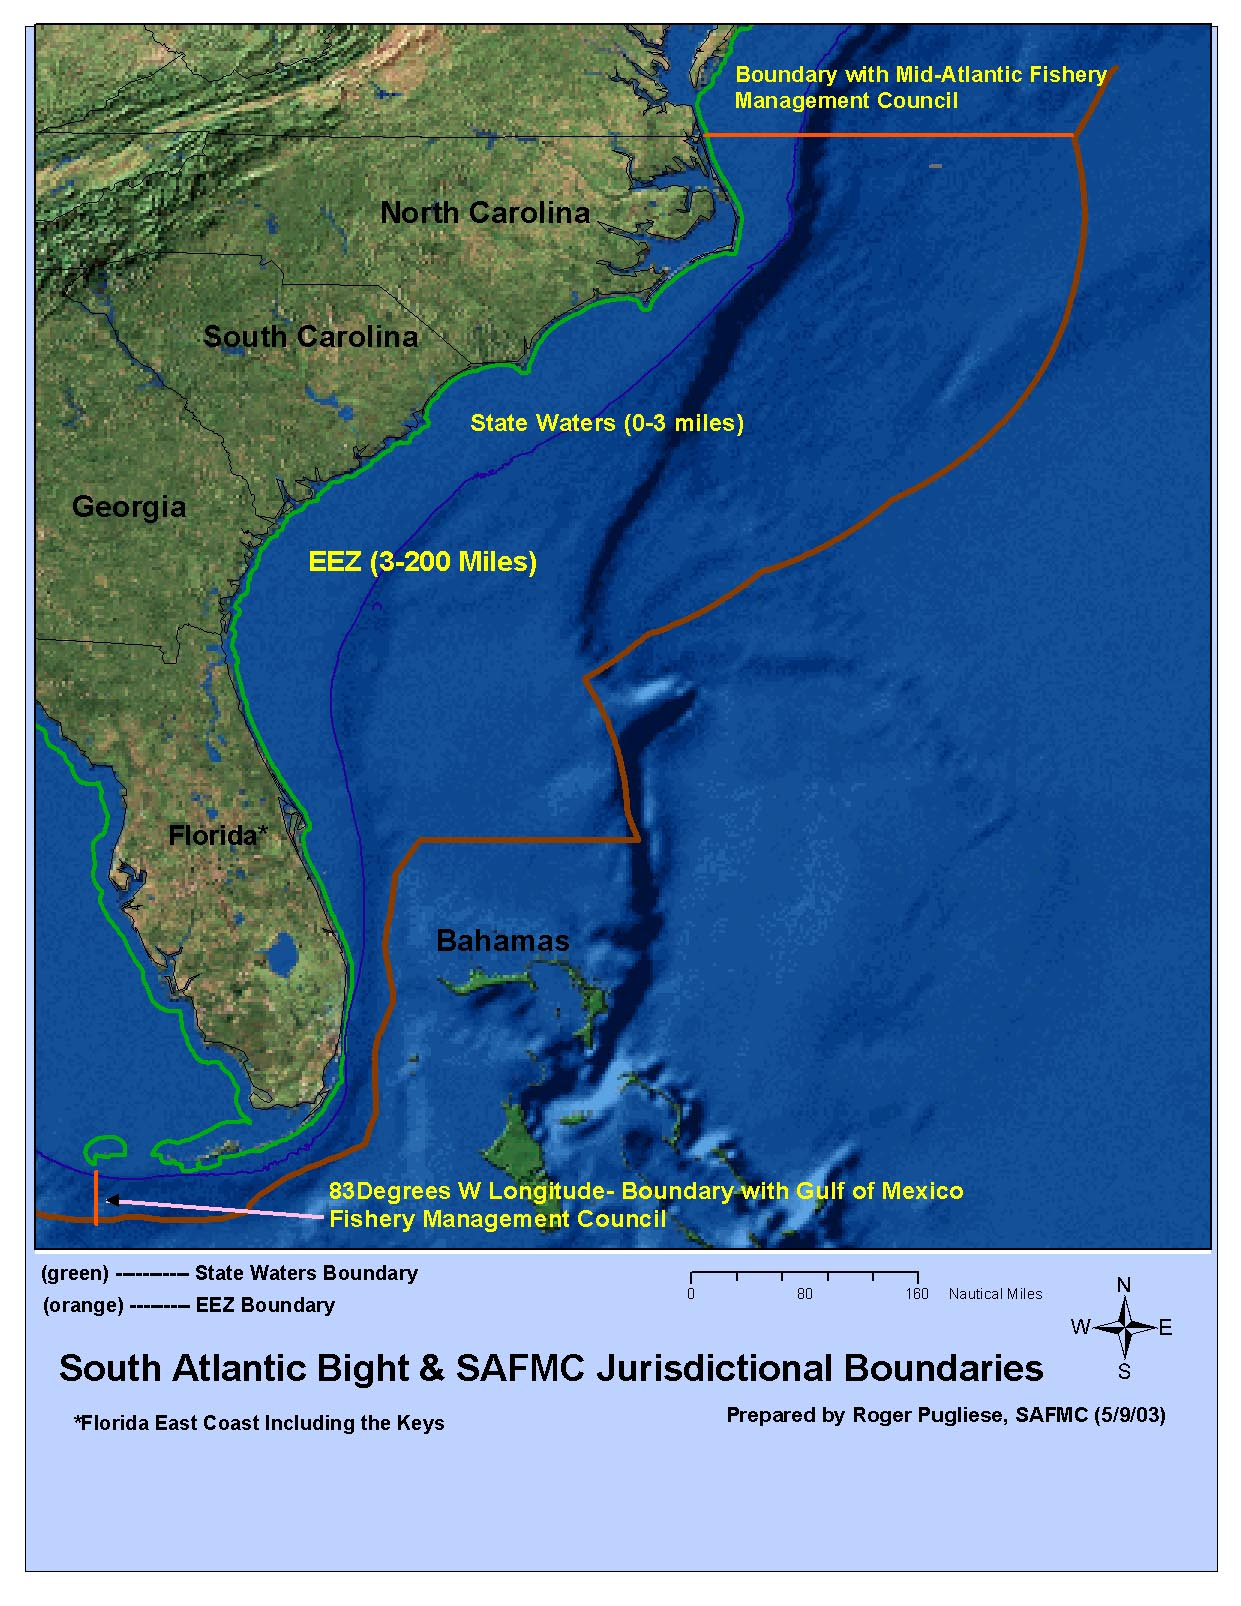 Boundary with Mid-Atlantic Fishery
Management Council
North Carolina
South Carolina
State Waters (0-3 miles)
Georgia
EEZ (3-200 Miles)
Florida*
Bahamas
83Degrees W Longitude- Boundary with Gulf of Mexico
Fishery Management Council
(green) ----------- State Waters Boundary
(orange) --------- EEZ Boundary
0 80 160 Nautical Miles
N
W E
S
South Atlantic Bight & SAFMC Jurisdictional Boundaries
*Florida East Coast Including the Keys
Prepared by Roger Pugliese, SAFMC (5/9/03)